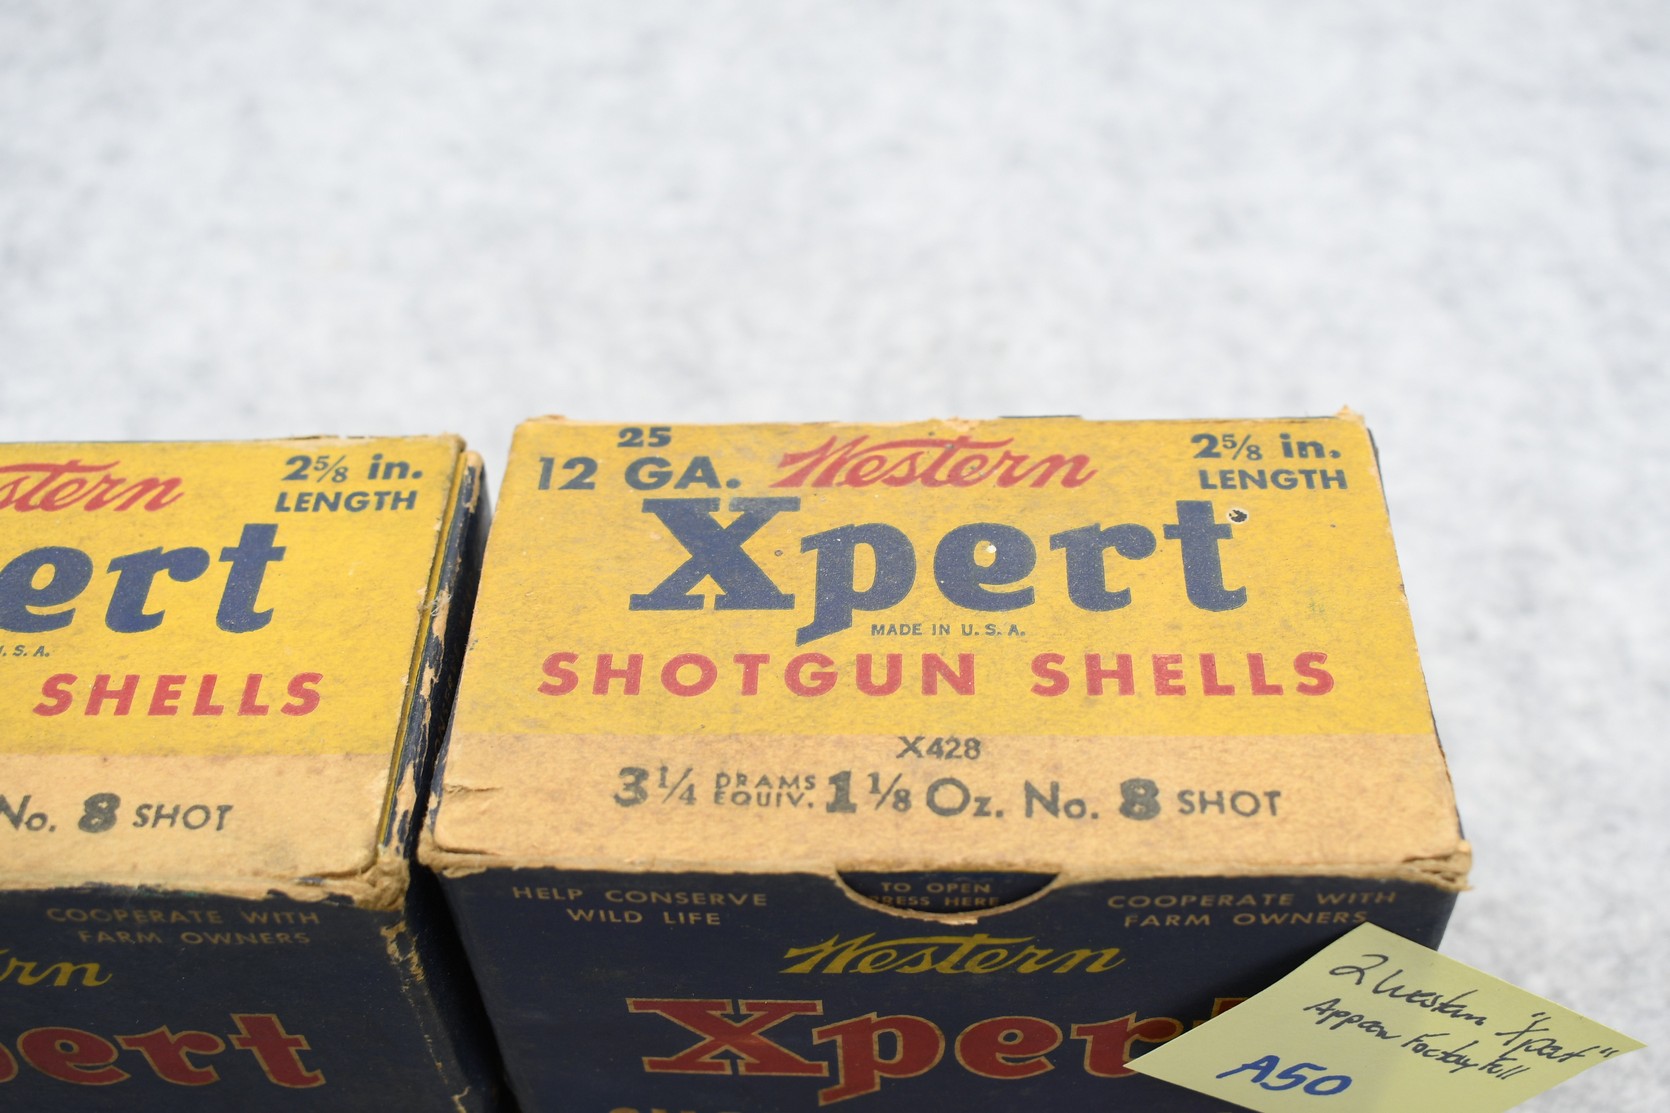 stern
2⅝ in.
LENGTH
ert
U.S.A.
SHELLS
No. 8 SHOT
COOPERATE WITH
FARM OWNERS
rn
pert
25
12 GA.
Western
2⅝ in.
LENGTH
Xpert
MADE IN U.S.A.
SHOTGUN SHELLS
X428
3¼ DRAMS EQUIV. 1⅛ Oz. No. 8 SHOT
HELP CONSERVE
WILD LIFE
TO OPEN
PRESS HERE
COOPERATE WITH
FARM OWNERS
Western
Xpert
2 Western "Xpert"
Appear Factory Full
A50